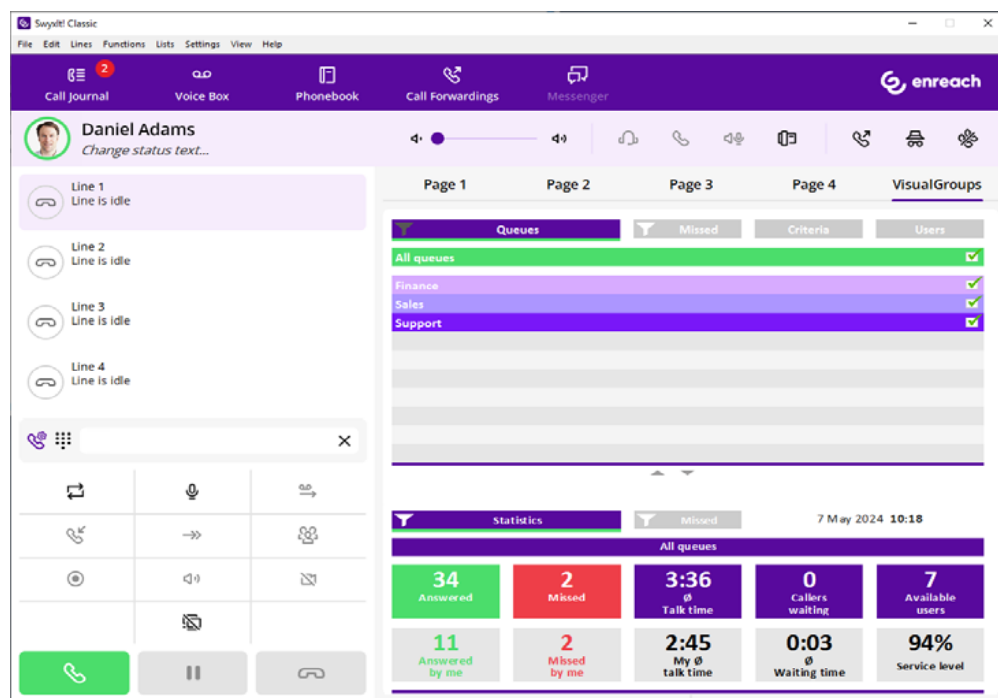 SwyxIt! Classic
File Edit Lines Functions Lists Settings View Help
2
Call Journal Voice Box Phonebook Call Forwardings Messenger
enreach
Daniel Adams
Change status text...
Line 1
Line is idle
Line 2
Line is idle
Line 3
Line is idle
Line 4
Line is idle
Page 1 Page 2 Page 3 Page 4 VisualGroups
Queues Missed Criteria Users
All queues
Finance
Sales
Support
Statistics Missed 7 May 2024 10:18
All queues
34 2 3:36 0 7
Answered Missed Ø Callers Available
Talk time waiting users
11 2 2:45 0:03 94%
Answered Missed My Ø Ø Service level
by me by me talk time Waiting time